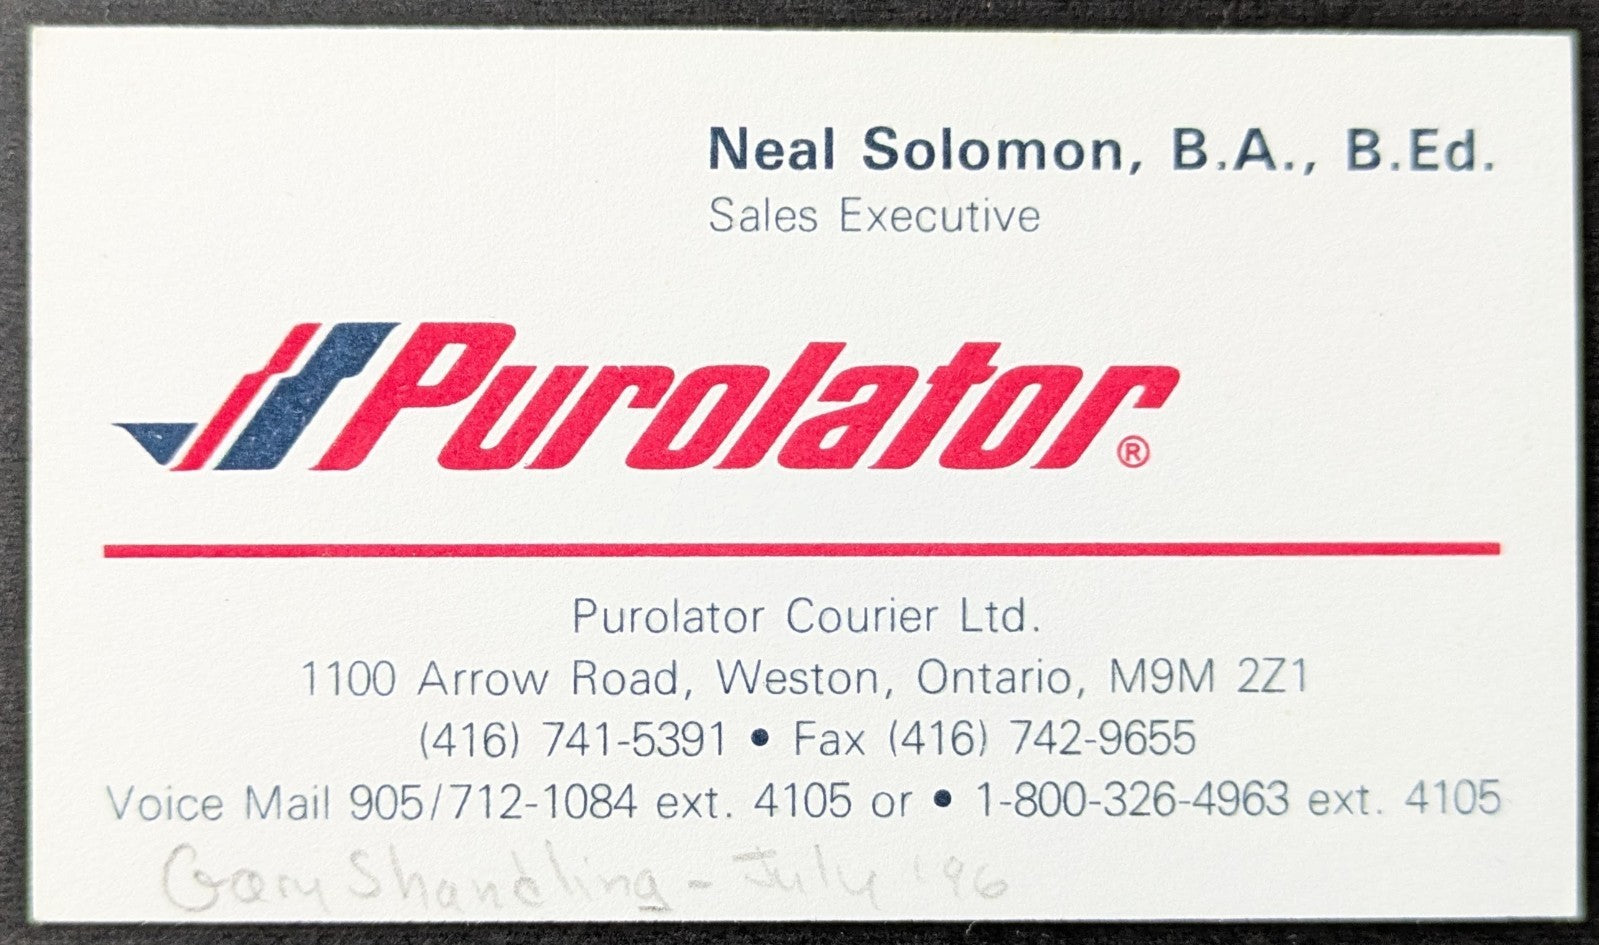 Neal Solomon, B.A., B.Ed.
Sales Executive
Purolator®
Purolator Courier Ltd.
1100 Arrow Road, Weston, Ontario, M9M 2Z1
(416) 741-5391 • Fax (416) 742-9655
Voice Mail 905/712-1084 ext. 4105 or • 1-800-326-4963 ext. 4105
Gary Shandling - July '96